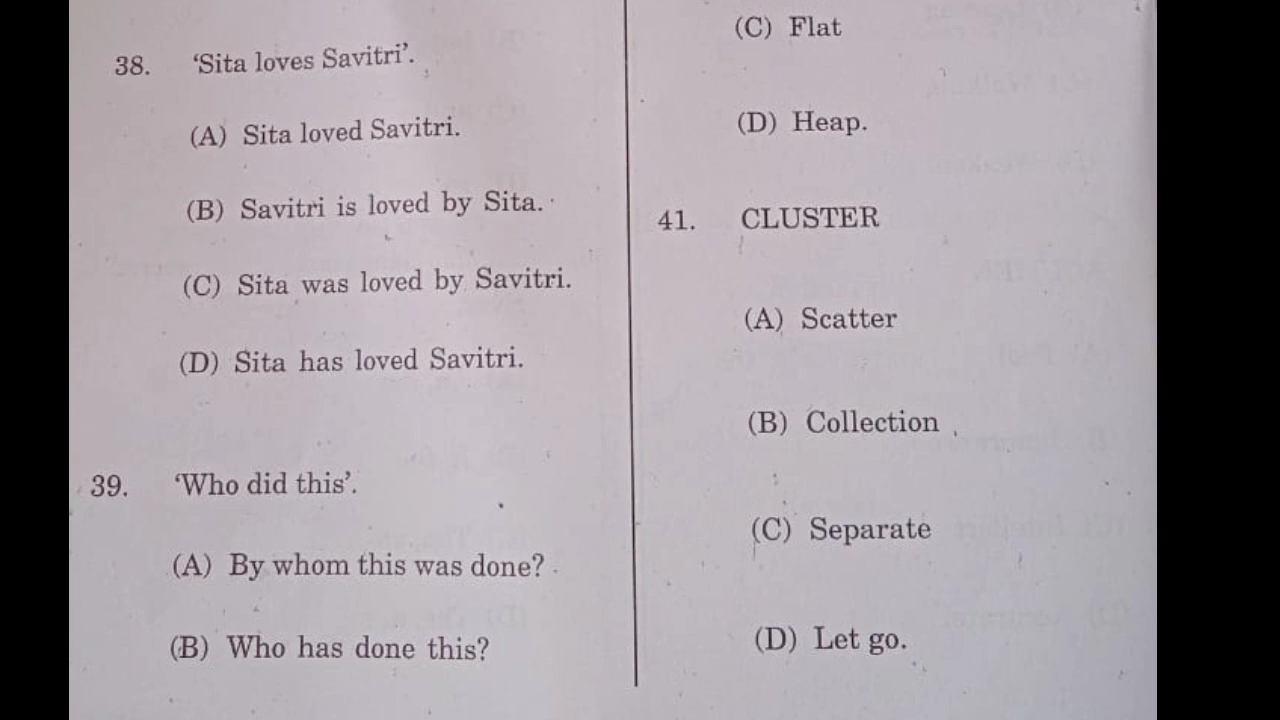 38. ‘Sita loves Savitri’.
(A) Sita loved Savitri.
(B) Savitri is loved by Sita.
(C) Sita was loved by Savitri.
(D) Sita has loved Savitri.
39. ‘Who did this’.
(A) By whom this was done?
(B) Who has done this?
(C) Flat
(D) Heap.
41. CLUSTER
(A) Scatter
(B) Collection
(C) Separate
(D) Let go.